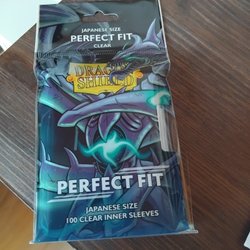 JAPANESE SIZE
PERFECT FIT
CLEAR
DRAGON
SHIELD
PERFECT FIT
JAPANESE SIZE
100 CLEAR INNER SLEEVES